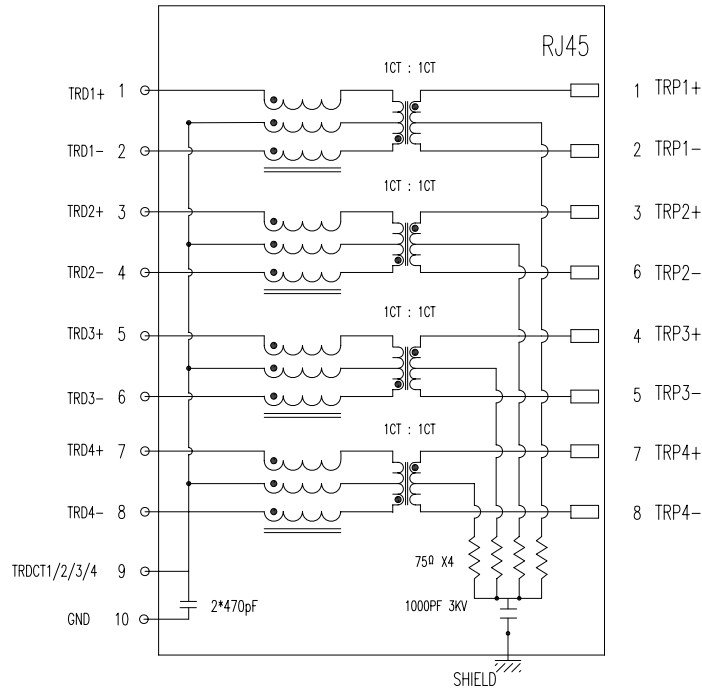 RJ45
1CT : 1CT
TRD1+ 1
1 TRP1+
TRD1- 2
2 TRP1-
1CT : 1CT
TRD2+ 3
3 TRP2+
TRD2- 4
6 TRP2-
1CT : 1CT
TRD3+ 5
4 TRP3+
TRD3- 6
5 TRP3-
1CT : 1CT
TRD4+ 7
7 TRP4+
TRD4- 8
8 TRP4-
75Ω X4
TRDCT1/2/3/4 9
2*470pF
1000PF 3KV
GND 10
SHIELD